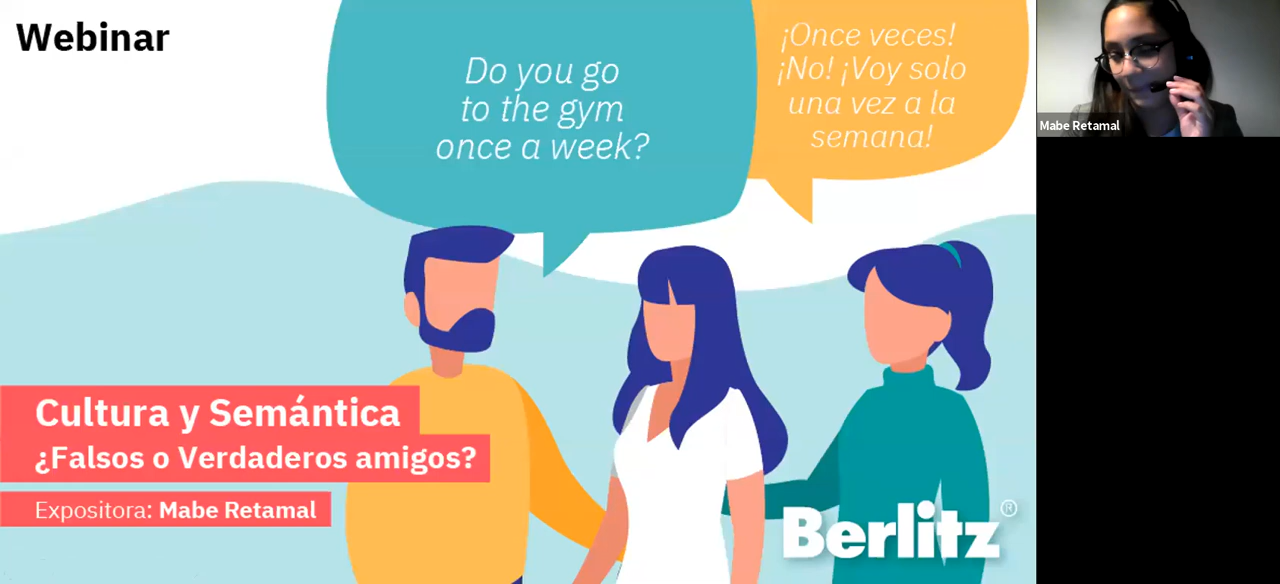 Webinar
Do you go
to the gym
once a week?
¡Once veces!
¡No! ¡Voy solo
una vez a la
semana!
Mabe Retamal
Cultura y Semántica
¿Falsos o Verdaderos amigos?
Expositora: Mabe Retamal
Berlitz®